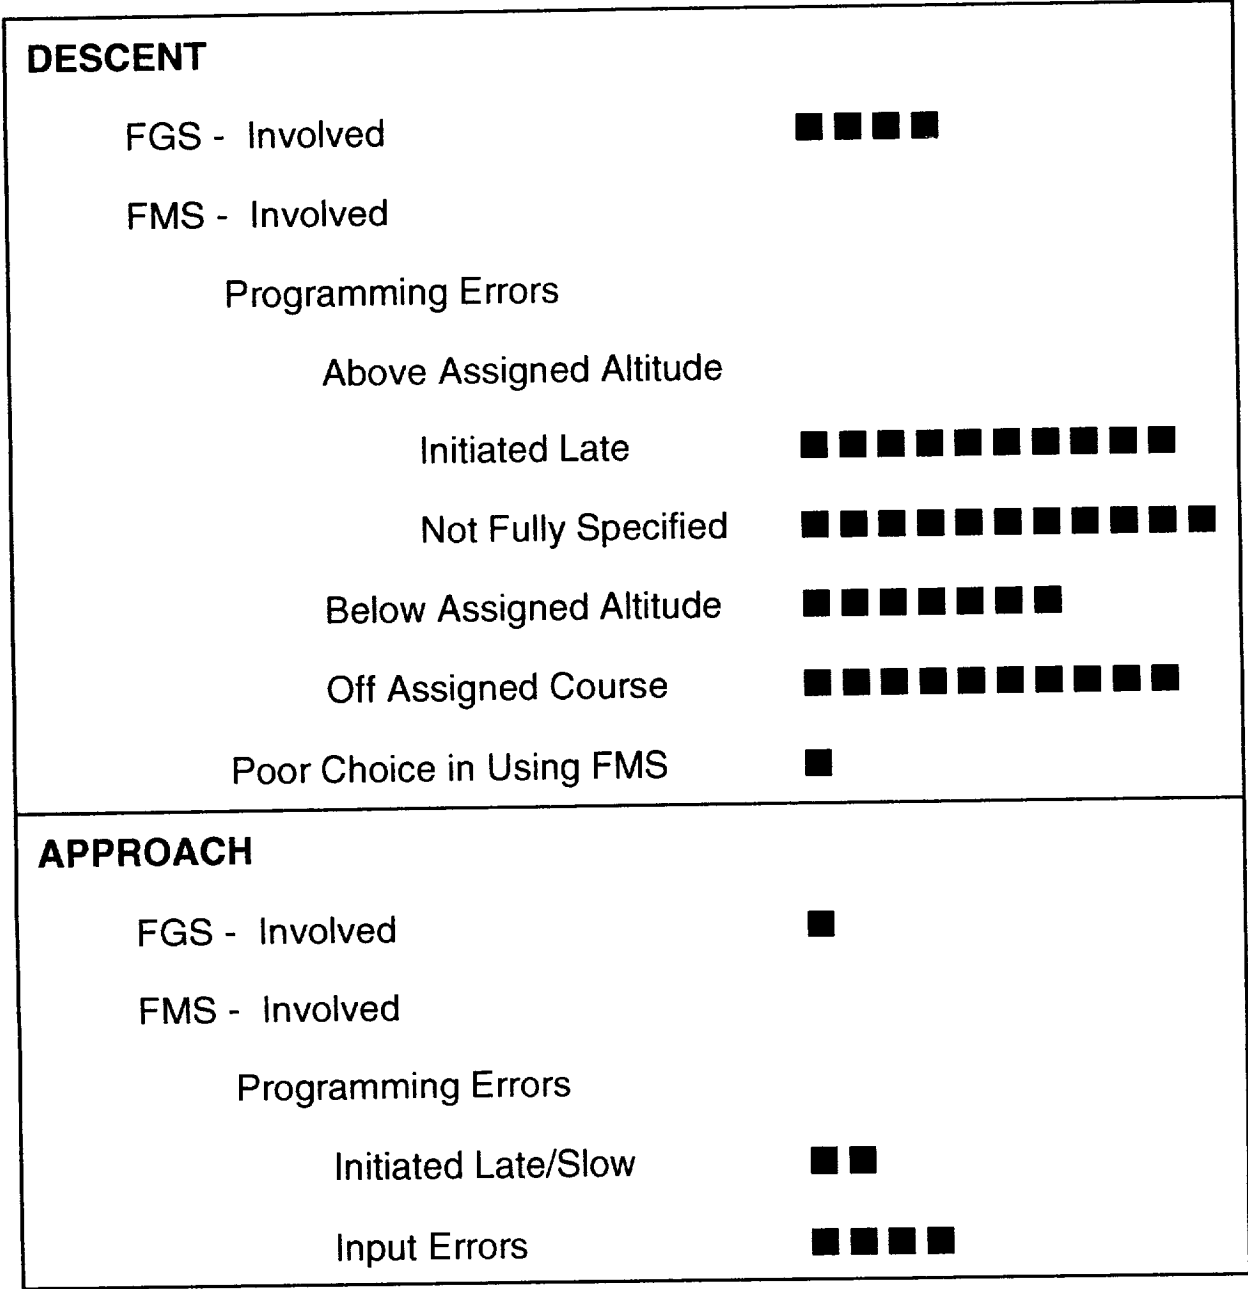 DESCENT
FGS - Involved
FMS - Involved
Programming Errors
Above Assigned Altitude
Initiated Late
Not Fully Specified
Below Assigned Altitude
Off Assigned Course
Poor Choice in Using FMS
APPROACH
FGS - Involved
FMS - Involved
Programming Errors
Initiated Late/Slow
Input Errors